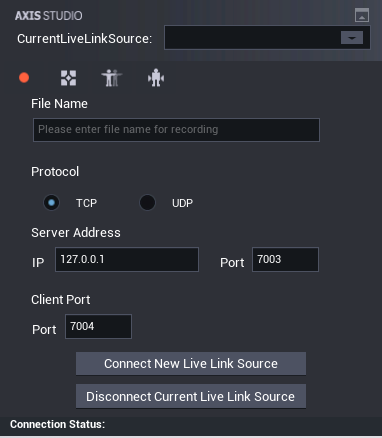 AXIS STUDIO
CurrentLiveLinkSource:
File Name
Please enter file name for recording
Protocol
TCP UDP
Server Address
IP 127.0.0.1 Port 7003
Client Port
Port 7004
Connect New Live Link Source
Disconnect Current Live Link Source
Connection Status: